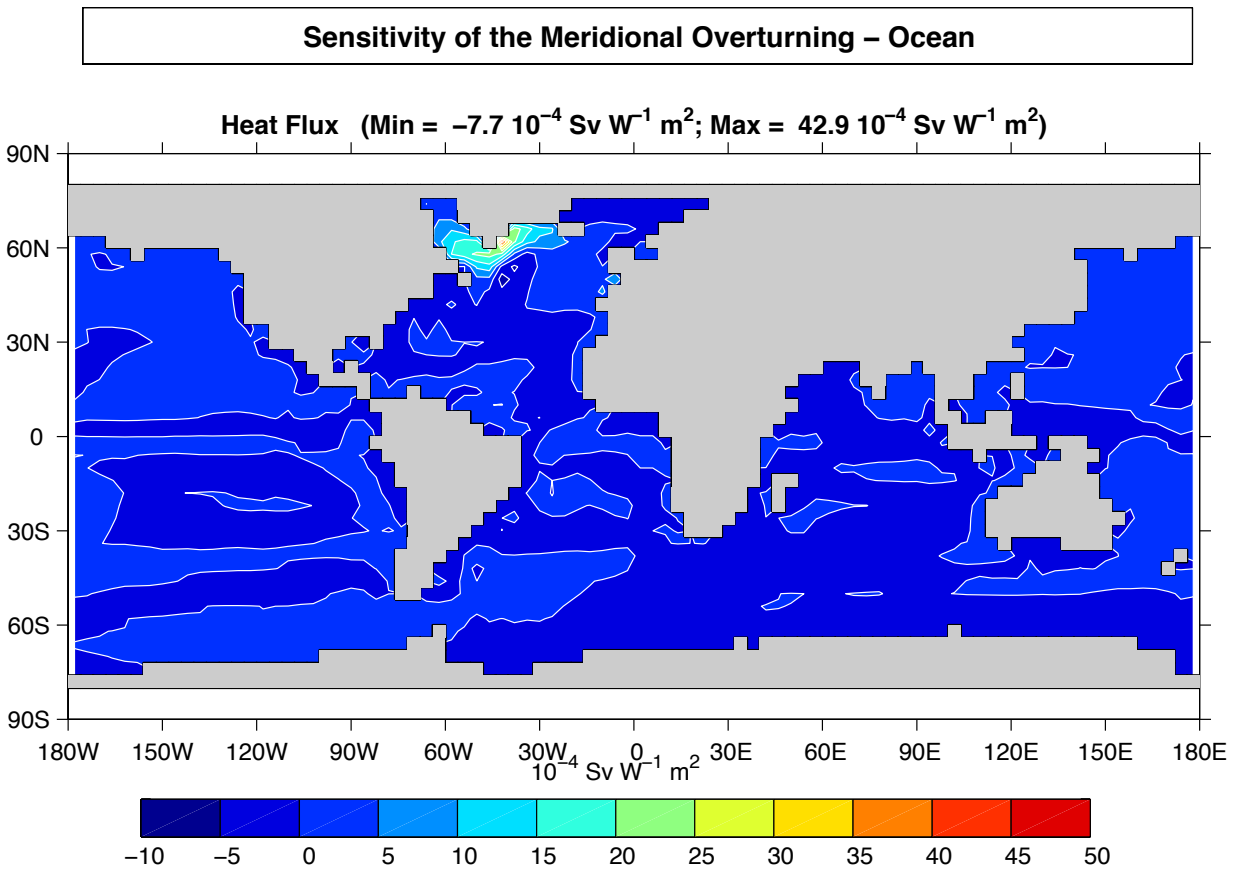 Sensitivity of the Meridional Overturning – Ocean
Heat Flux (Min = −7.7 10⁻⁴ Sv W⁻¹ m²; Max = 42.9 10⁻⁴ Sv W⁻¹ m²)
90N
60N
30N
0
30S
60S
90S
180W 150W 120W 90W 60W 30W 0 30E 60E 90E 120E 150E 180E
10⁻⁴ Sv W⁻¹ m²
−10 −5 0 5 10 15 20 25 30 35 40 45 50